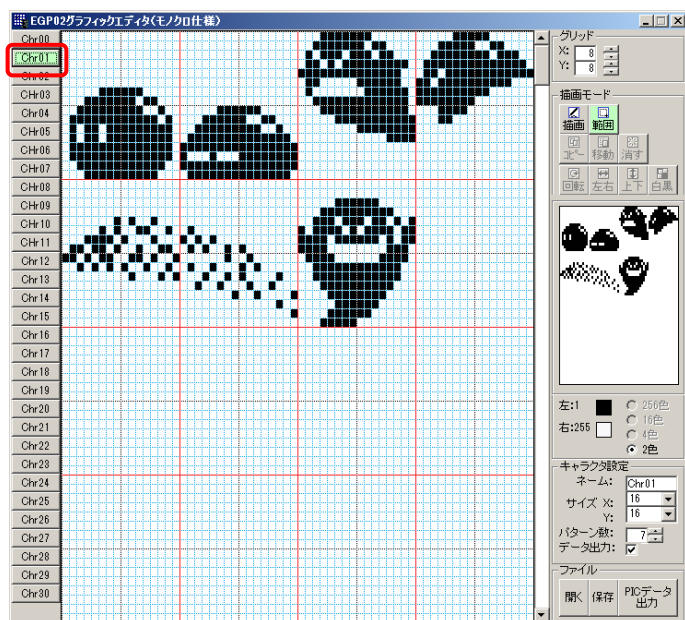 EGP02グラフィックエディタ(モノクロ仕様)
Chr00
Chr01
Chr02
CHr03
Chr04
CHr05
CHr06
CHr07
CHr08
CHr09
CHr10
CHr11
Chr12
Chr13
Chr14
Chr15
Chr16
Chr17
Chr18
Chr19
Chr20
Chr21
Chr22
Chr23
Chr24
Chr25
Chr26
Chr27
Chr28
Chr29
Chr30
グリッド
X: 8
Y: 8
描画モード
描画 範囲
コピー 移動 消す
回転 左右 上下 白黒
左:1
右:255
256色
16色
4色
2色
キャラクタ設定
ネーム: Chr01
サイズ X: 16
Y: 16
パターン数: 7
データ出力:
ファイル
開く 保存 PICデータ
出力